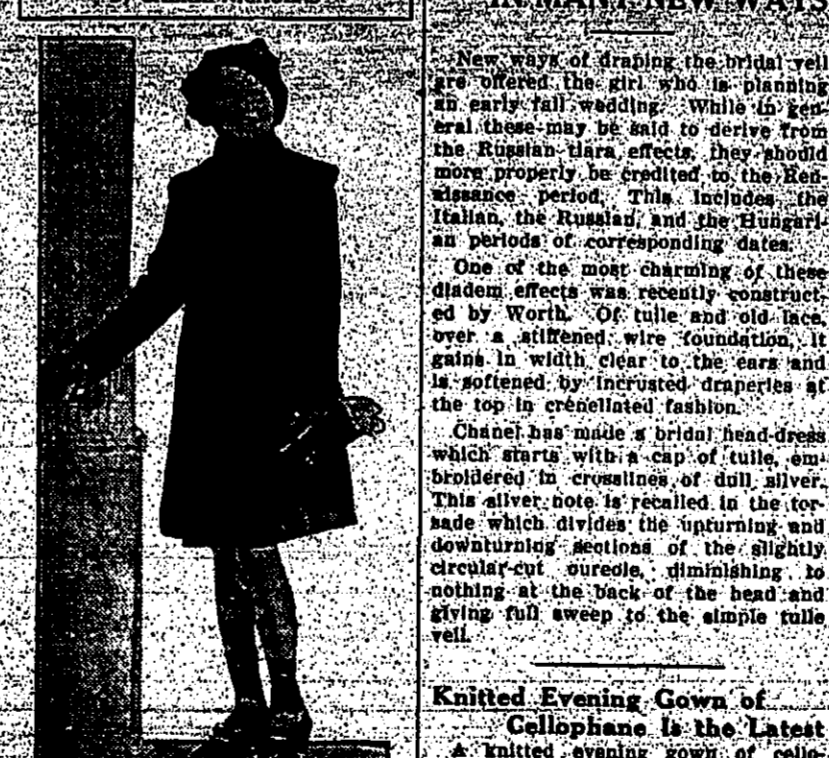 IN MANY NEW WAYS
New ways of draping the bridal veil
are offered the girl who is planning
an early fall wedding. While in gen-
eral these may be said to derive from
the Russian tiara effects, they should
more properly be credited to the Ren-
aissance period. This includes the
Italian, the Russian, and the Hungari-
an periods of corresponding dates.
One of the most charming of these
diadem effects was recently construct-
ed by Worth. Of tulle and old lace,
over a stiffened wire foundation, it
gains in width clear to the ears and
is softened by incrusted draperies at
the top in crenellated fashion.
Chanel has made a bridal head-dress
which starts with a cap of tulle, em-
broidered in crosslines of dull silver.
This silver note is recalled in the tor-
sade which divides the upturning and
downturning sections of the slightly
circular-cut oureole, diminishing to
nothing at the back of the head and
giving full sweep to the simple tulle
veil.
Knitted Evening Gown of
Cellophane Is the Latest
A knitted evening gown of cello-